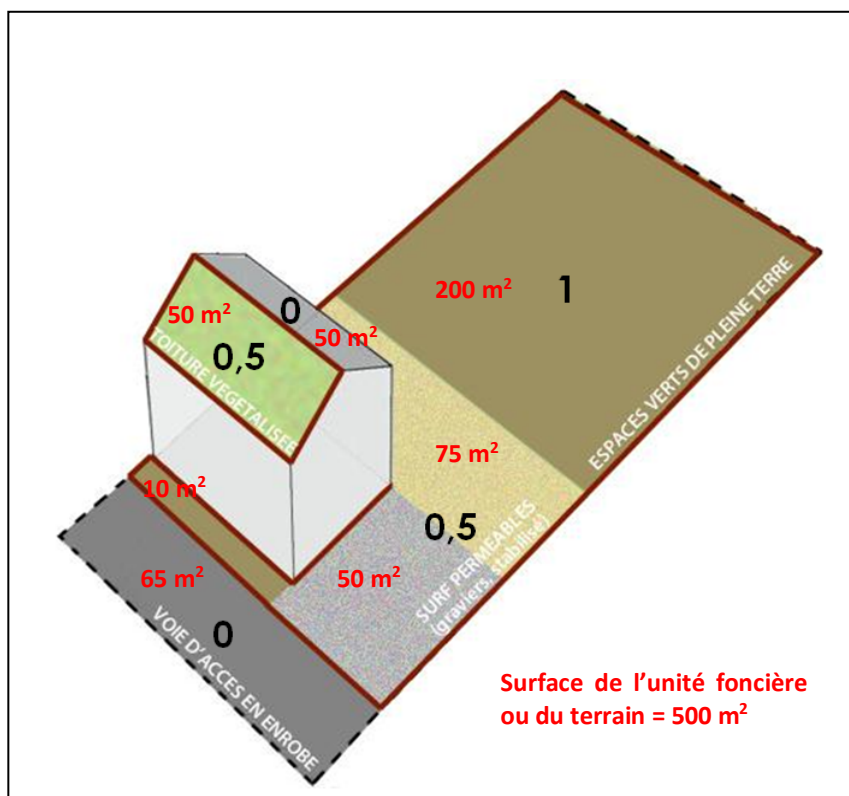 200 m²
1
ESPACES VERTS DE PLEINE TERRE
0
50 m²
50 m²
0,5
TOITURE VEGETALISEE
75 m²
0,5
10 m²
50 m²
SURF PERMEABLES
(graviers, stabilisé)
65 m²
0
VOIE D'ACCES EN ENROBE
Surface de l'unité foncière
ou du terrain = 500 m²